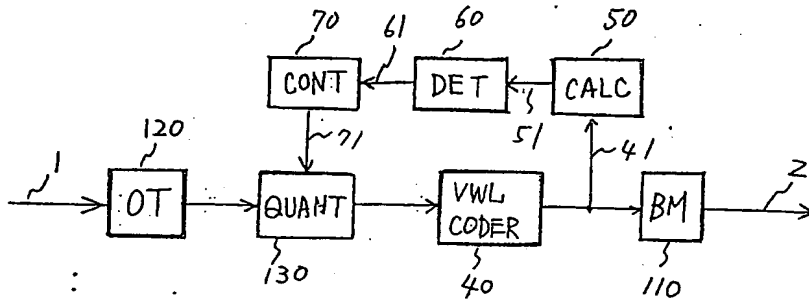 70
61
60
50
CONT
DET
CALC
51
120
71
41
1
2
OT
QUANT
VWL
CODER
BM
130
40
110